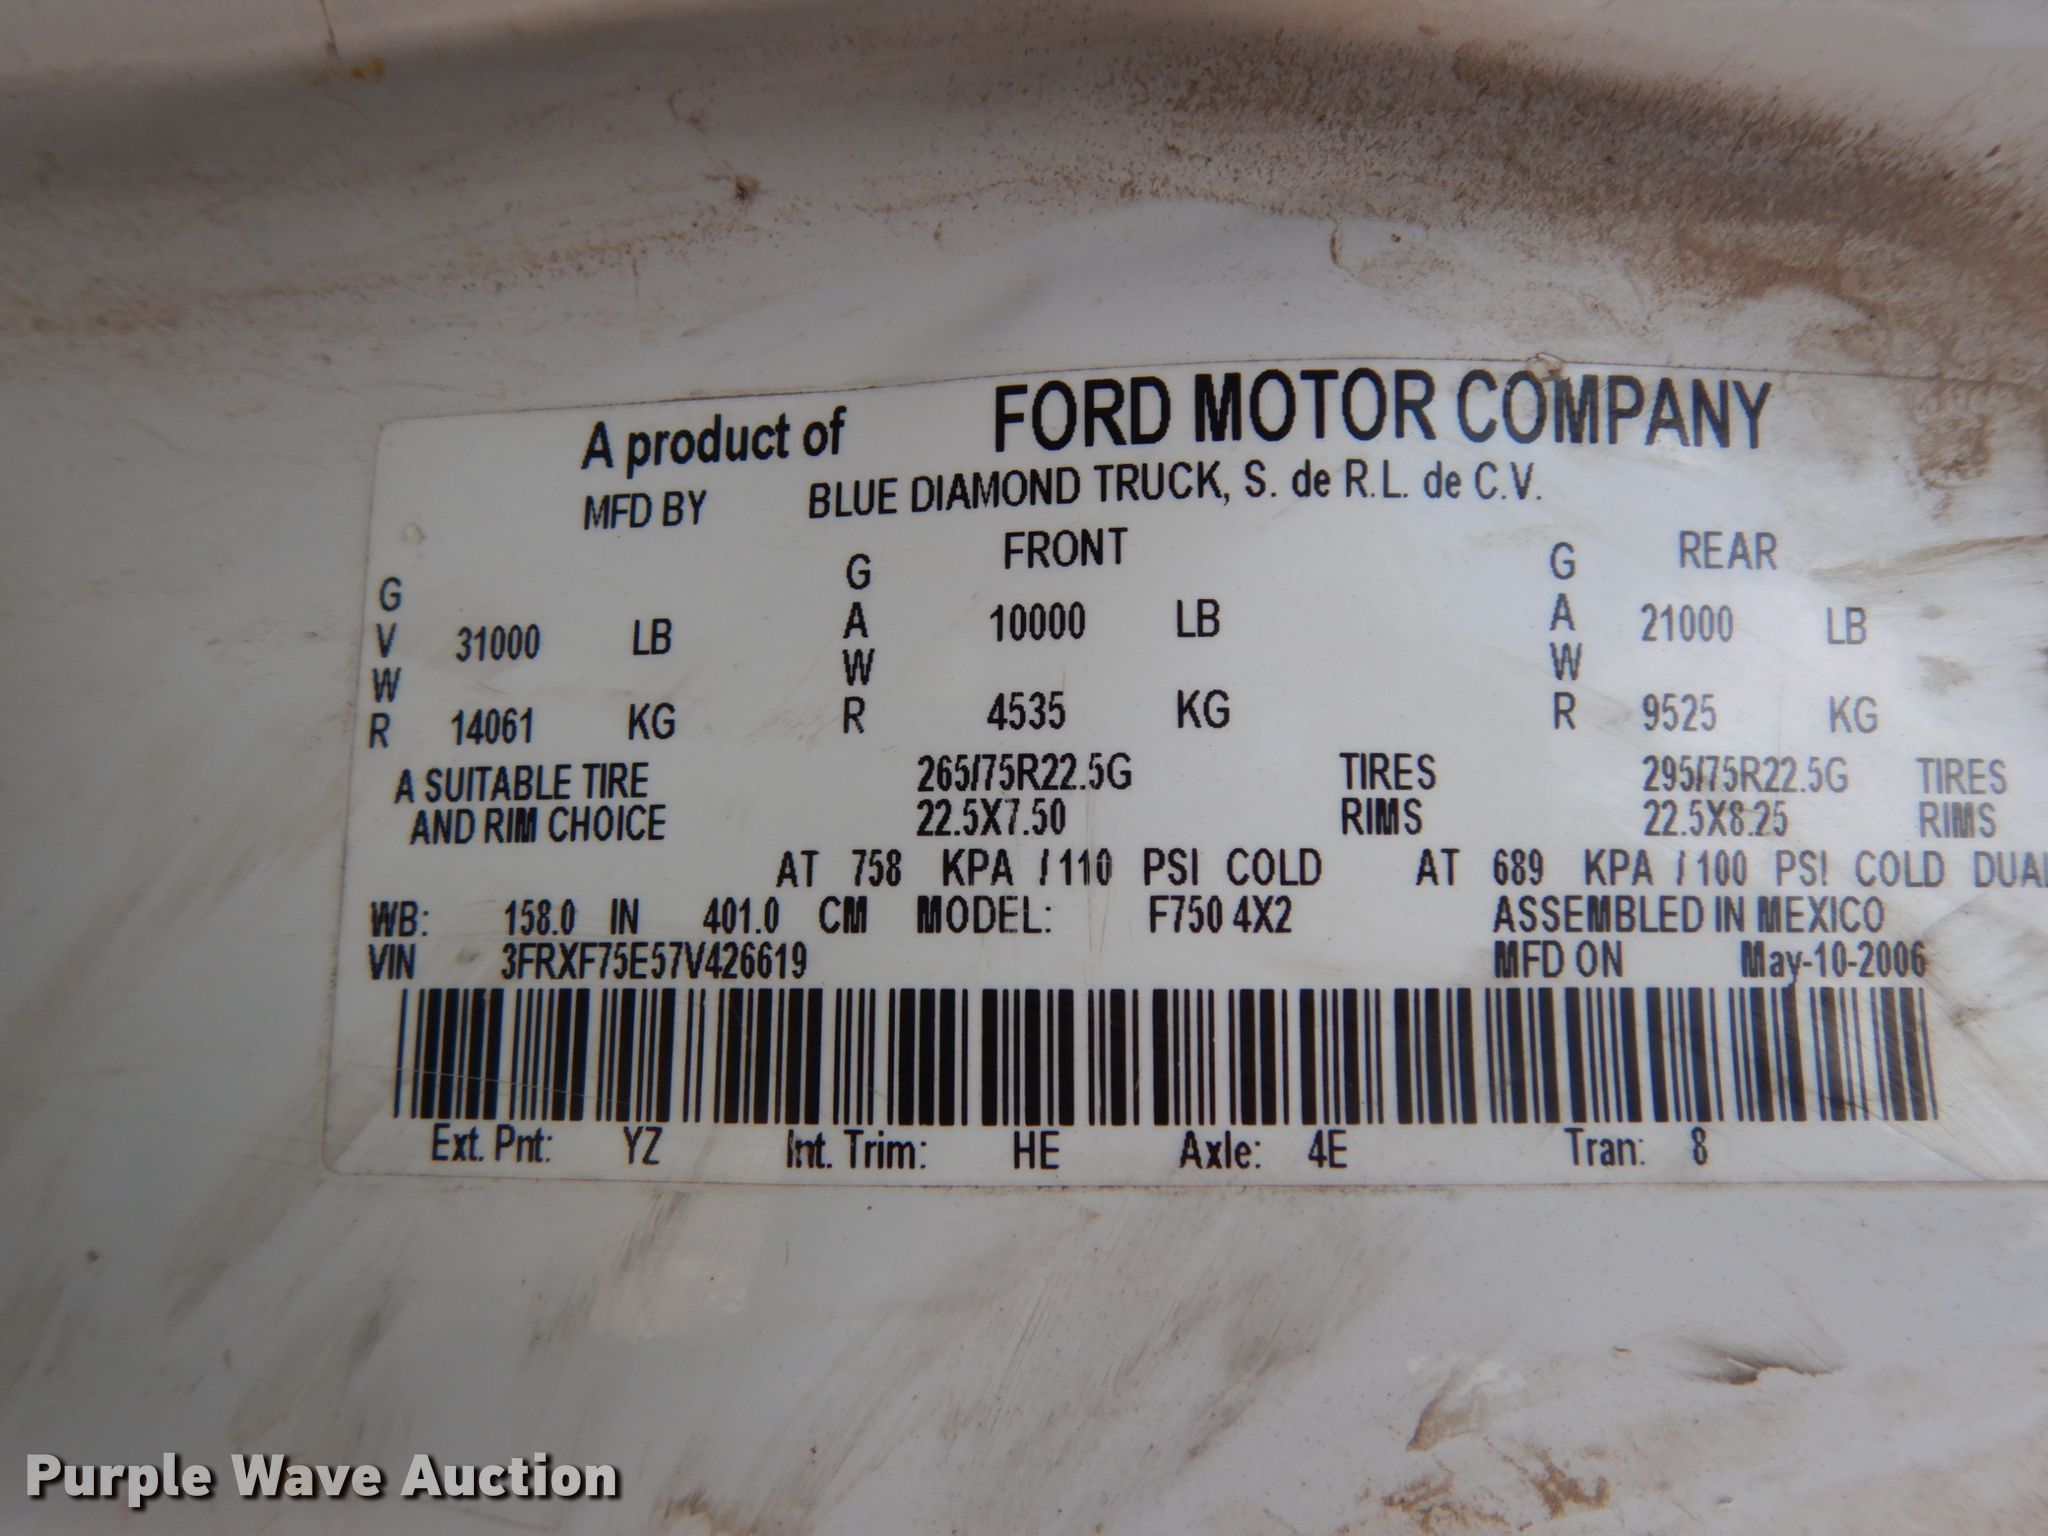 A product of FORD MOTOR COMPANY
MFD BY BLUE DIAMOND TRUCK, S. de R.L. de C.V.
FRONT REAR
GVWR 31000 LB GAWR 10000 LB GAWR 21000 LB
14061 KG 4535 KG 9525 KG
A SUITABLE TIRE 265/75R22.5G TIRES 295/75R22.5G TIRES
AND RIM CHOICE 22.5X7.50 RIMS 22.5X8.25 RIMS
AT 758 KPA / 110 PSI COLD AT 689 KPA / 100 PSI COLD DUAL
WB: 158.0 IN 401.0 CM MODEL: F750 4X2 ASSEMBLED IN MEXICO
VIN 3FRXF75E57V426619 MFD ON May-10-2006
Ext. Pnt: YZ Int. Trim: HE Axle: 4E Tran: 8
Purple Wave Auction